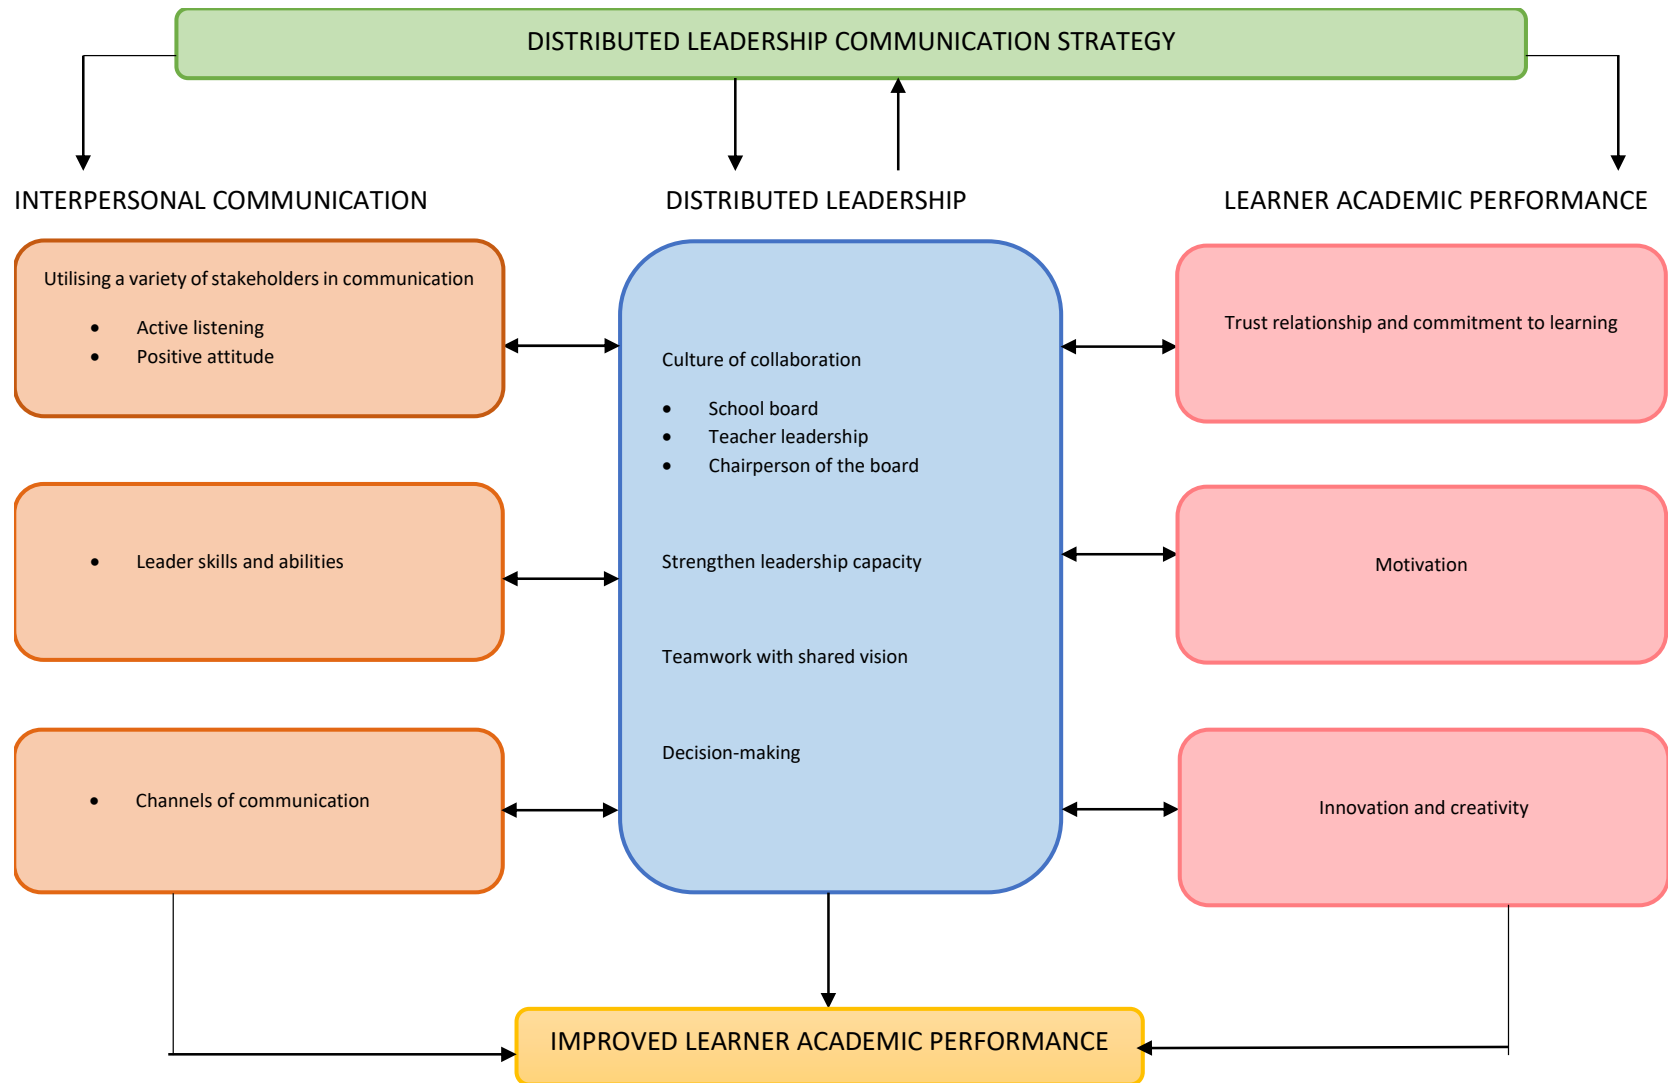 DISTRIBUTED LEADERSHIP COMMUNICATION STRATEGY
INTERPERSONAL COMMUNICATION
DISTRIBUTED LEADERSHIP
LEARNER ACADEMIC PERFORMANCE
Utilising a variety of stakeholders in communication
• Active listening
• Positive attitude
• Leader skills and abilities
• Channels of communication
Culture of collaboration
• School board
• Teacher leadership
• Chairperson of the board
Strengthen leadership capacity
Teamwork with shared vision
Decision-making
Trust relationship and commitment to learning
Motivation
Innovation and creativity
IMPROVED LEARNER ACADEMIC PERFORMANCE